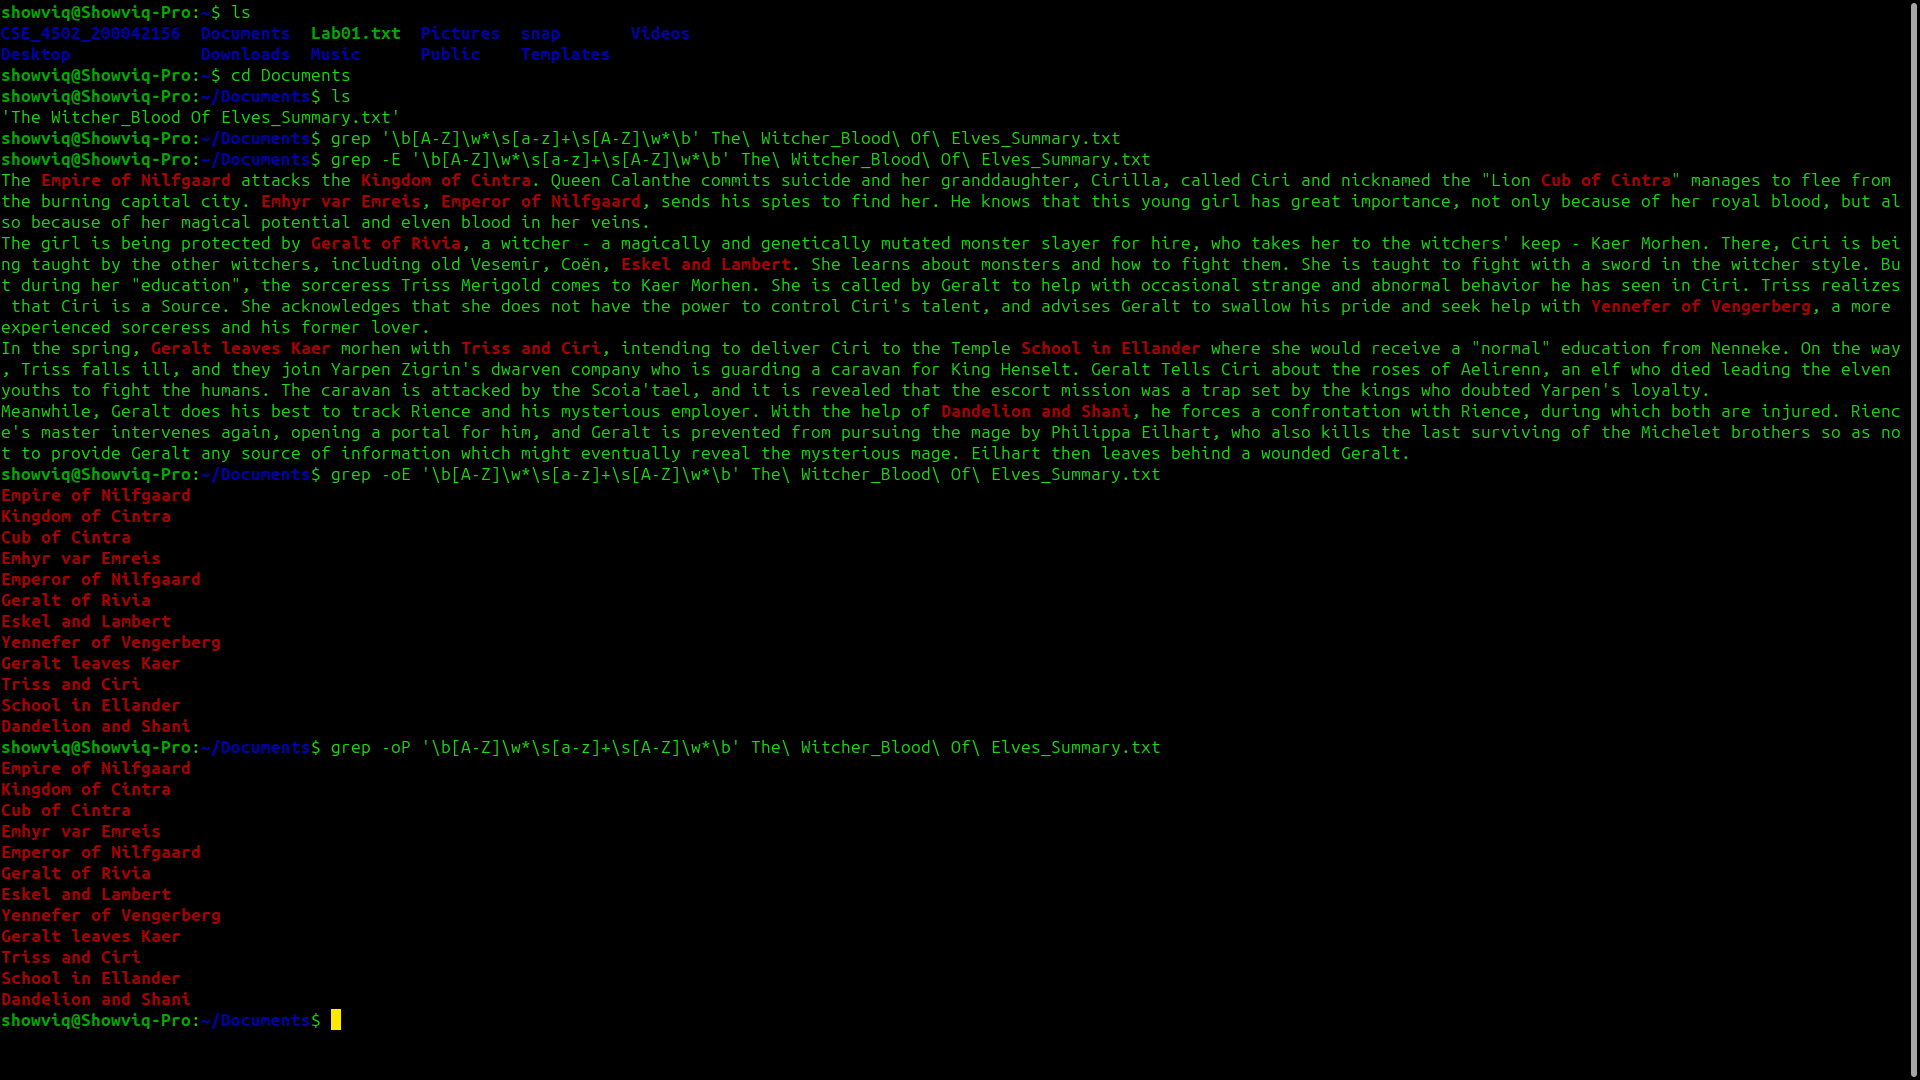 showviq@Showviq-Pro:~$ ls
CSE_4502_200042156  Documents  Lab01.txt  Pictures  snap       Videos
Desktop             Downloads  Music      Public    Templates
showviq@Showviq-Pro:~$ cd Documents
showviq@Showviq-Pro:~/Documents$ ls
'The Witcher_Blood Of Elves_Summary.txt'
showviq@Showviq-Pro:~/Documents$ grep '\b[A-Z]\w*\s[a-z]+\s[A-Z]\w*\b' The\ Witcher_Blood\ Of\ Elves_Summary.txt
showviq@Showviq-Pro:~/Documents$ grep -E '\b[A-Z]\w*\s[a-z]+\s[A-Z]\w*\b' The\ Witcher_Blood\ Of\ Elves_Summary.txt
The Empire of Nilfgaard attacks the Kingdom of Cintra. Queen Calanthe commits suicide and her granddaughter, Cirilla, called Ciri and nicknamed the "Lion Cub of Cintra" manages to flee from
the burning capital city. Emhyr var Emreis, Emperor of Nilfgaard, sends his spies to find her. He knows that this young girl has great importance, not only because of her royal blood, but al
so because of her magical potential and elven blood in her veins.
The girl is being protected by Geralt of Rivia, a witcher - a magically and genetically mutated monster slayer for hire, who takes her to the witchers' keep - Kaer Morhen. There, Ciri is bei
ng taught by the other witchers, including old Vesemir, Coën, Eskel and Lambert. She learns about monsters and how to fight them. She is taught to fight with a sword in the witcher style. Bu
t during her "education", the sorceress Triss Merigold comes to Kaer Morhen. She is called by Geralt to help with occasional strange and abnormal behavior he has seen in Ciri. Triss realizes
 that Ciri is a Source. She acknowledges that she does not have the power to control Ciri's talent, and advises Geralt to swallow his pride and seek help with Yennefer of Vengerberg, a more
experienced sorceress and his former lover.
In the spring, Geralt leaves Kaer morhen with Triss and Ciri, intending to deliver Ciri to the Temple School in Ellander where she would receive a "normal" education from Nenneke. On the way
, Triss falls ill, and they join Yarpen Zigrin's dwarven company who is guarding a caravan for King Henselt. Geralt Tells Ciri about the roses of Aelirenn, an elf who died leading the elven
youths to fight the humans. The caravan is attacked by the Scoia'tael, and it is revealed that the escort mission was a trap set by the kings who doubted Yarpen's loyalty.
Meanwhile, Geralt does his best to track Rience and his mysterious employer. With the help of Dandelion and Shani, he forces a confrontation with Rience, during which both are injured. Rienc
e's master intervenes again, opening a portal for him, and Geralt is prevented from pursuing the mage by Philippa Eilhart, who also kills the last surviving of the Michelet brothers so as no
t to provide Geralt any source of information which might eventually reveal the mysterious mage. Eilhart then leaves behind a wounded Geralt.
showviq@Showviq-Pro:~/Documents$ grep -oE '\b[A-Z]\w*\s[a-z]+\s[A-Z]\w*\b' The\ Witcher_Blood\ Of\ Elves_Summary.txt
Empire of Nilfgaard
Kingdom of Cintra
Cub of Cintra
Emhyr var Emreis
Emperor of Nilfgaard
Geralt of Rivia
Eskel and Lambert
Yennefer of Vengerberg
Geralt leaves Kaer
Triss and Ciri
School in Ellander
Dandelion and Shani
showviq@Showviq-Pro:~/Documents$ grep -oP '\b[A-Z]\w*\s[a-z]+\s[A-Z]\w*\b' The\ Witcher_Blood\ Of\ Elves_Summary.txt
Empire of Nilfgaard
Kingdom of Cintra
Cub of Cintra
Emhyr var Emreis
Emperor of Nilfgaard
Geralt of Rivia
Eskel and Lambert
Yennefer of Vengerberg
Geralt leaves Kaer
Triss and Ciri
School in Ellander
Dandelion and Shani
showviq@Showviq-Pro:~/Documents$